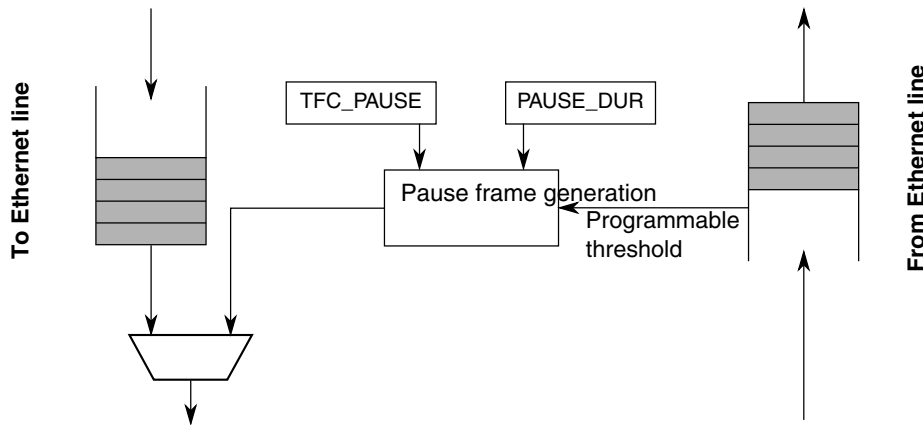 To Ethernet line
TFC_PAUSE
PAUSE_DUR
Pause frame generation
Programmable
threshold
From Ethernet line